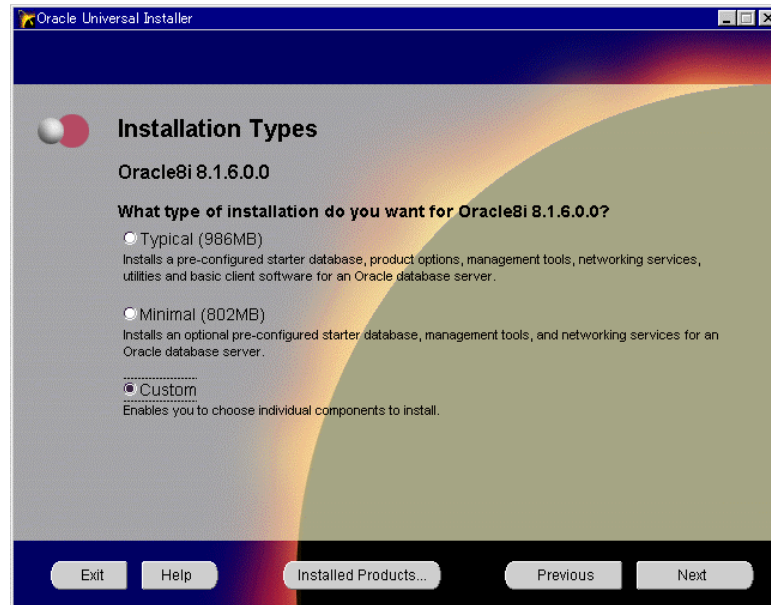 Oracle Universal Installer
Installation Types
Oracle8i 8.1.6.0.0
What type of installation do you want for Oracle8i 8.1.6.0.0?
Typical (986MB)
Installs a pre-configured starter database, product options, management tools, networking services,
utilities and basic client software for an Oracle database server.
Minimal (802MB)
Installs an optional pre-configured starter database, management tools, and networking services for an
Oracle database server.
Custom
Enables you to choose individual components to install.
Exit Help Installed Products... Previous Next